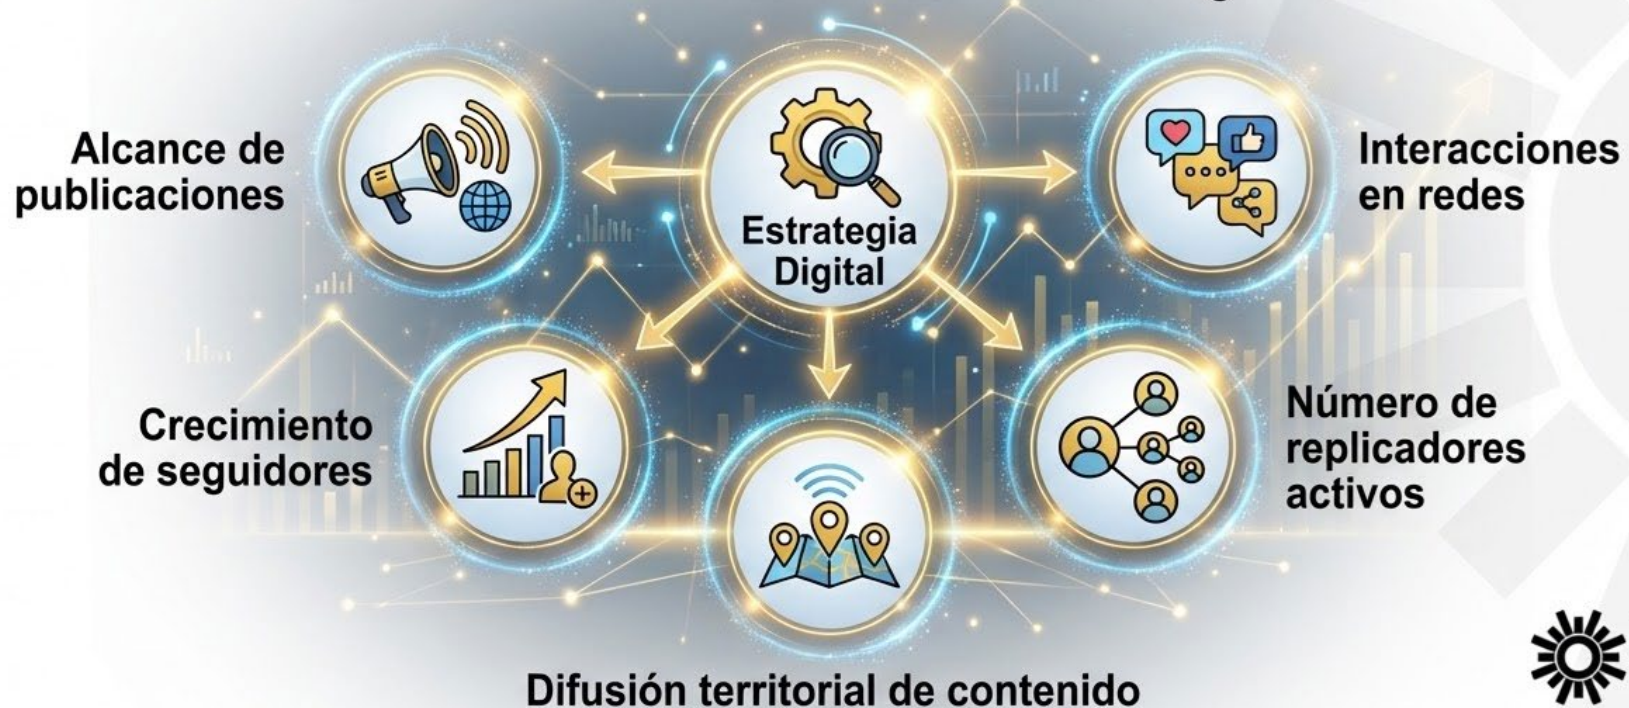 Alcance de
publicaciones
Estrategia
Digital
Interacciones
en redes
Crecimiento
de seguidores
Número de
replicadores
activos
Difusión territorial de contenido